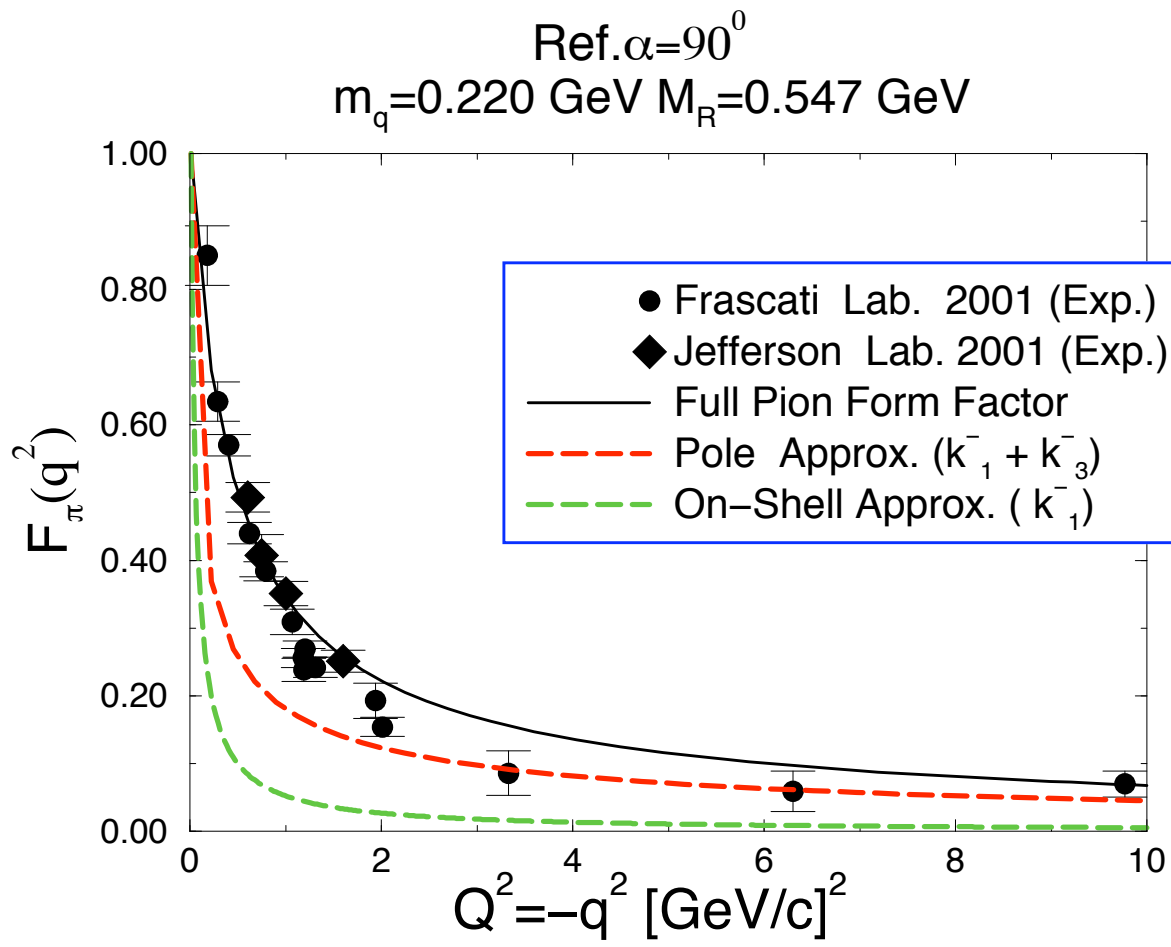 Ref.α=90⁰
m_q=0.220 GeV M_R=0.547 GeV
1.00
0.80
0.60
0.40
0.20
0.00
F_π(q²)
Frascati Lab. 2001 (Exp.)
Jefferson Lab. 2001 (Exp.)
Full Pion Form Factor
Pole Approx. (k⁻₁ + k⁻₃)
On−Shell Approx. ( k⁻₁)
0 2 4 6 8 10
Q²=−q² [GeV/c]²